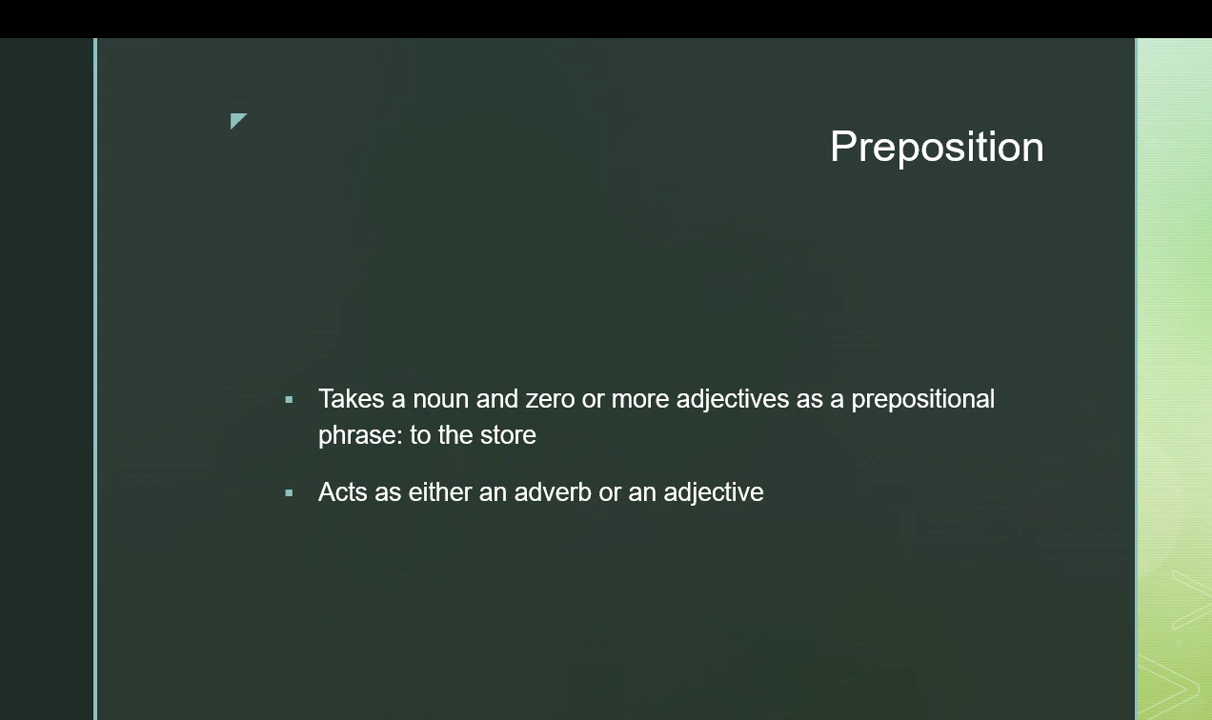 Preposition
Takes a noun and zero or more adjectives as a prepositional
phrase: to the store
Acts as either an adverb or an adjective